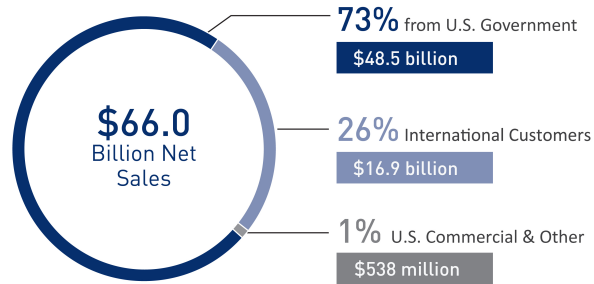 $66.0
Billion Net
Sales
73% from U.S. Government
$48.5 billion
26% International Customers
$16.9 billion
1% U.S. Commercial & Other
$538 million